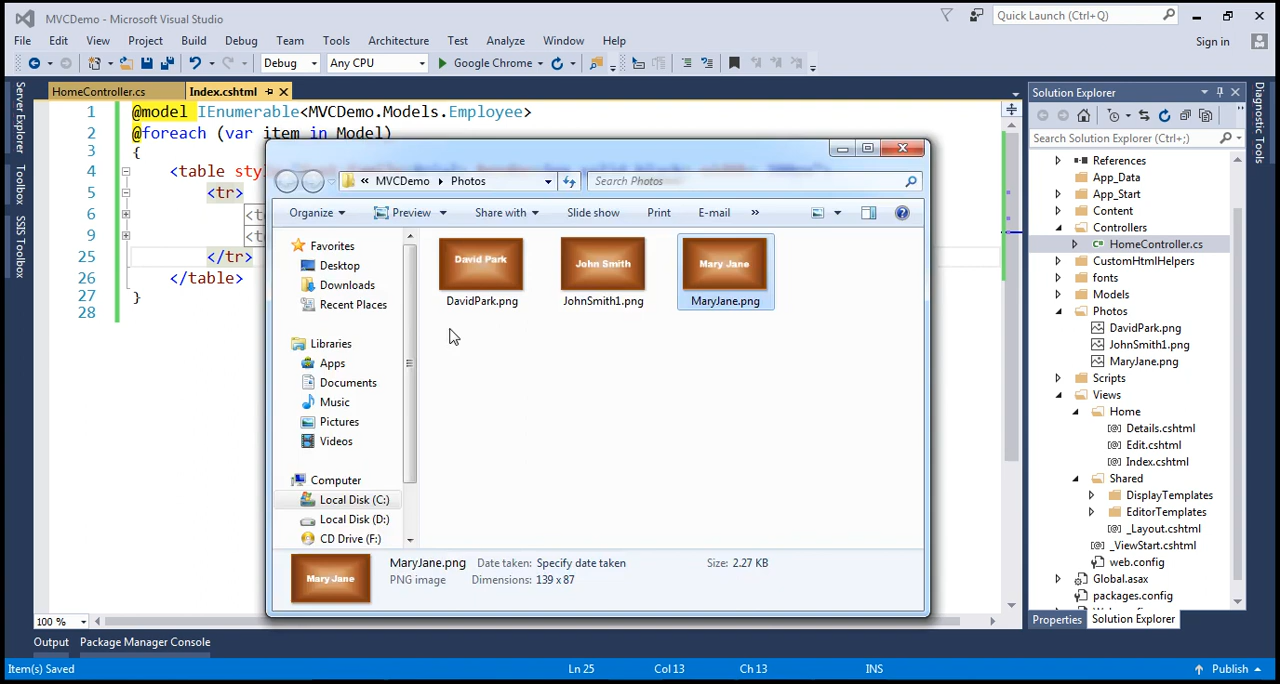 MVCDemo - Microsoft Visual Studio
Quick Launch (Ctrl+Q)
File Edit View Project Build Debug Team Tools Architecture Test Analyze Window Help
Sign in
Debug Any CPU Google Chrome
HomeController.cs Index.cshtml
Server Explorer
Toolbox
SSIS Toolbox
1 @model IEnumerable<MVCDemo.Models.Employee>
2 @foreach (var item in Model)
3 {
4 <table
5 <tr>
6
9
25 </tr>
26 </table>
27 }
28
MVCDemo Photos
Search Photos
Organize Preview Share with Slide show Print E-mail »
Favorites
Desktop
Downloads
Recent Places
Libraries
Apps
Documents
Music
Pictures
Videos
Computer
Local Disk (C:)
Local Disk (D:)
CD Drive (F:)
David Park
DavidPark.png
John Smith
JohnSmith1.png
Mary Jane
MaryJane.png
Mary Jane
MaryJane.png Date taken: Specify date taken Size: 2.27 KB
PNG image Dimensions: 139 x 87
Solution Explorer
Search Solution Explorer (Ctrl+;)
References
App_Data
App_Start
Content
Controllers
HomeController.cs
CustomHtmlHelpers
fonts
Models
Photos
DavidPark.png
JohnSmith1.png
MaryJane.png
Scripts
Views
Home
Details.cshtml
Edit.cshtml
Index.cshtml
Shared
DisplayTemplates
EditorTemplates
_Layout.cshtml
_ViewStart.cshtml
web.config
Global.asax
packages.config
Properties Solution Explorer
Diagnostic Tools
100 %
Output Package Manager Console
Item(s) Saved Ln 25 Col 13 Ch 13 INS Publish